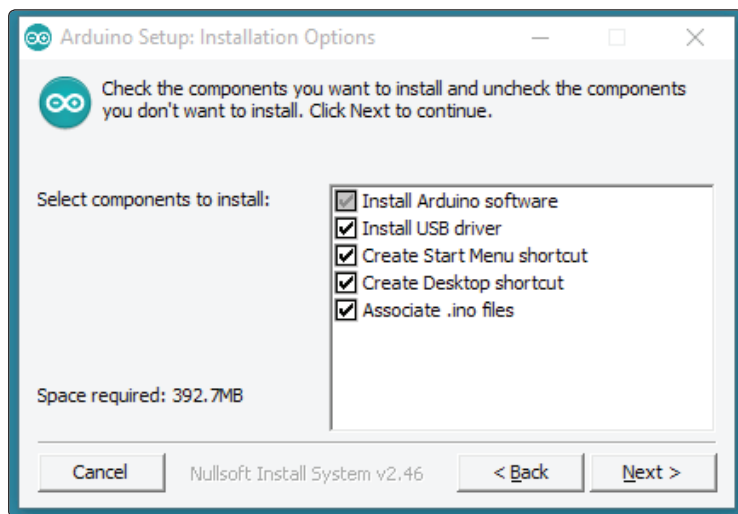 Arduino Setup: Installation Options
Check the components you want to install and uncheck the components
you don't want to install. Click Next to continue.
Select components to install:
Install Arduino software
Install USB driver
Create Start Menu shortcut
Create Desktop shortcut
Associate .ino files
Space required: 392.7MB
Cancel
Nullsoft Install System v2.46
< Back
Next >